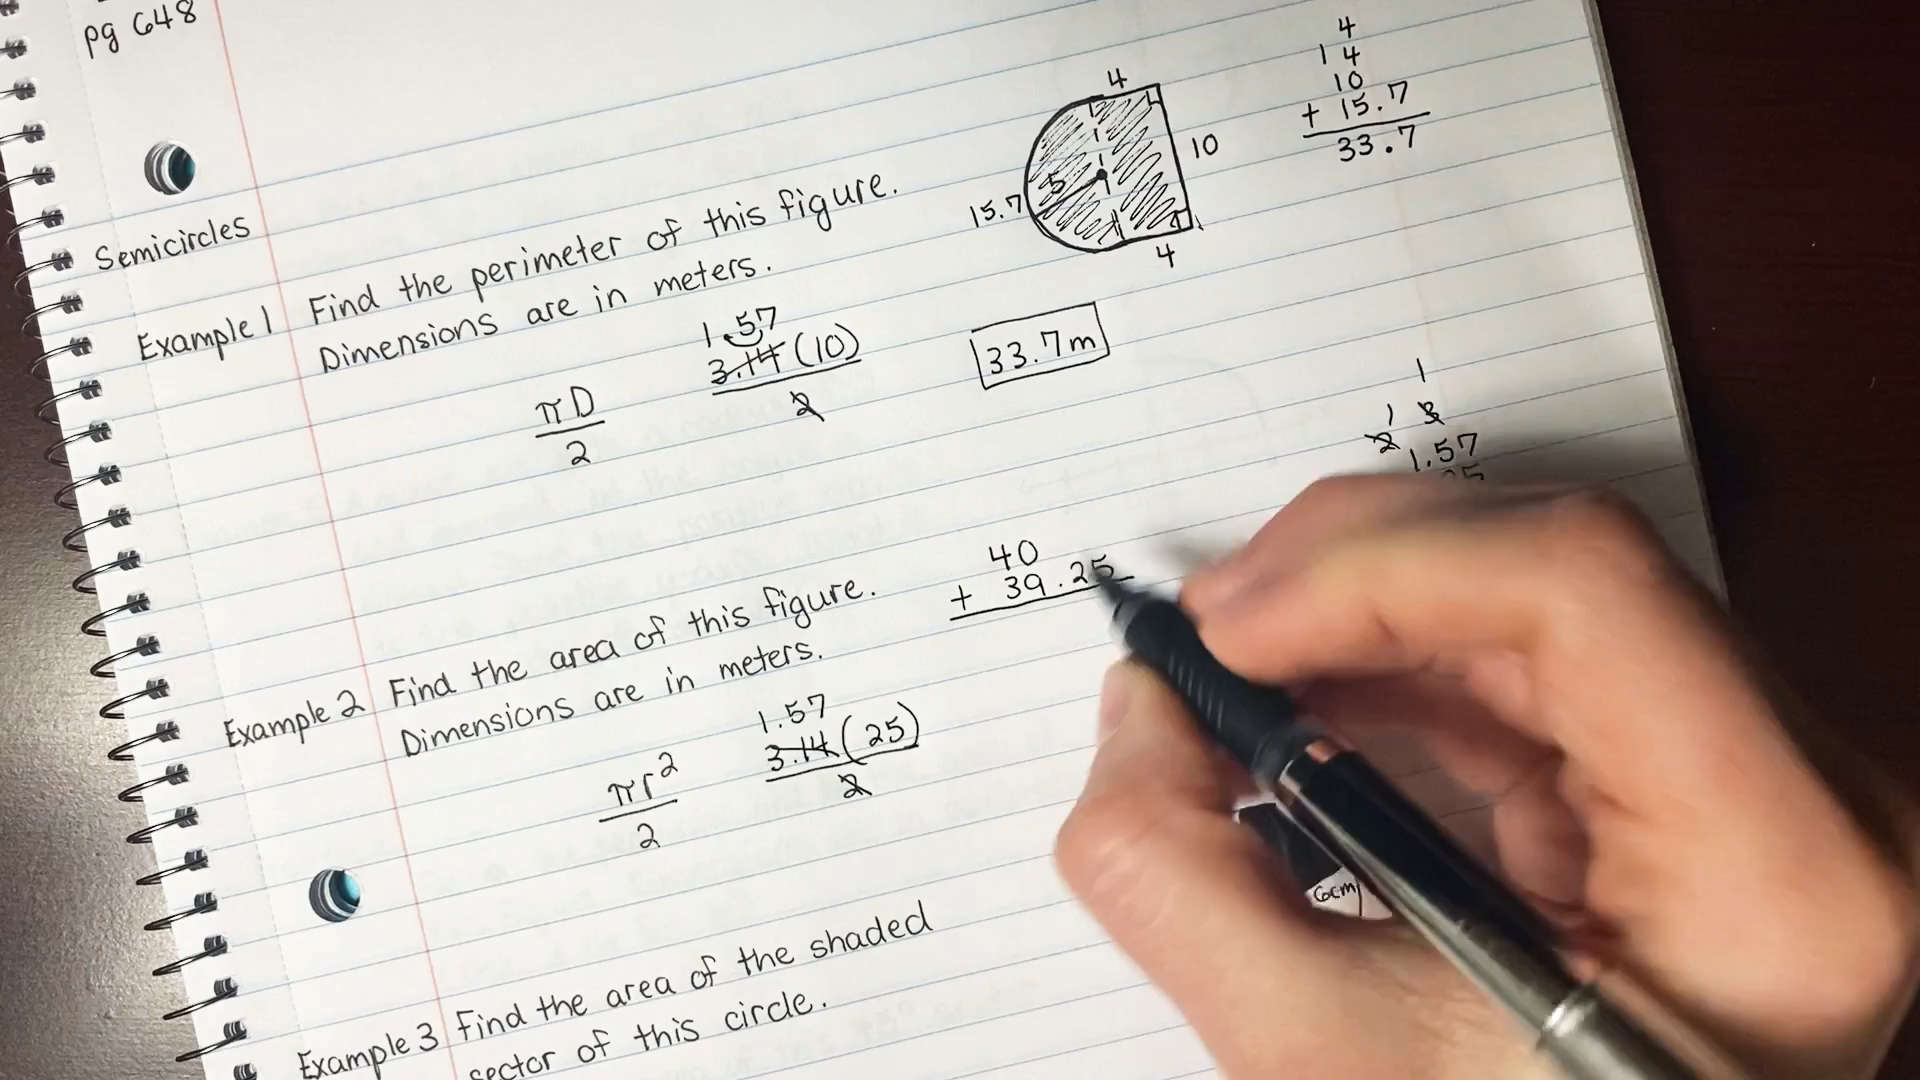 pg 648
Semicircles
Example 1 Find the perimeter of this figure.
Dimensions are in meters.
πD
2
1.57
3.14 (10)
2
33.7m
4
10
5
15.7
4
4
14
10
+ 15.7
33.7
Example 2 Find the area of this figure.
Dimensions are in meters.
πr²
2
1.57
3.14 (25)
2
40
+ 39.25
1
1 3
2 1.57
Example 3 Find the area of the shaded
sector of this circle.